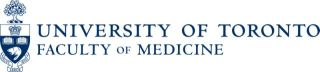 UNIVERSITY OF TORONTO
FACULTY OF MEDICINE